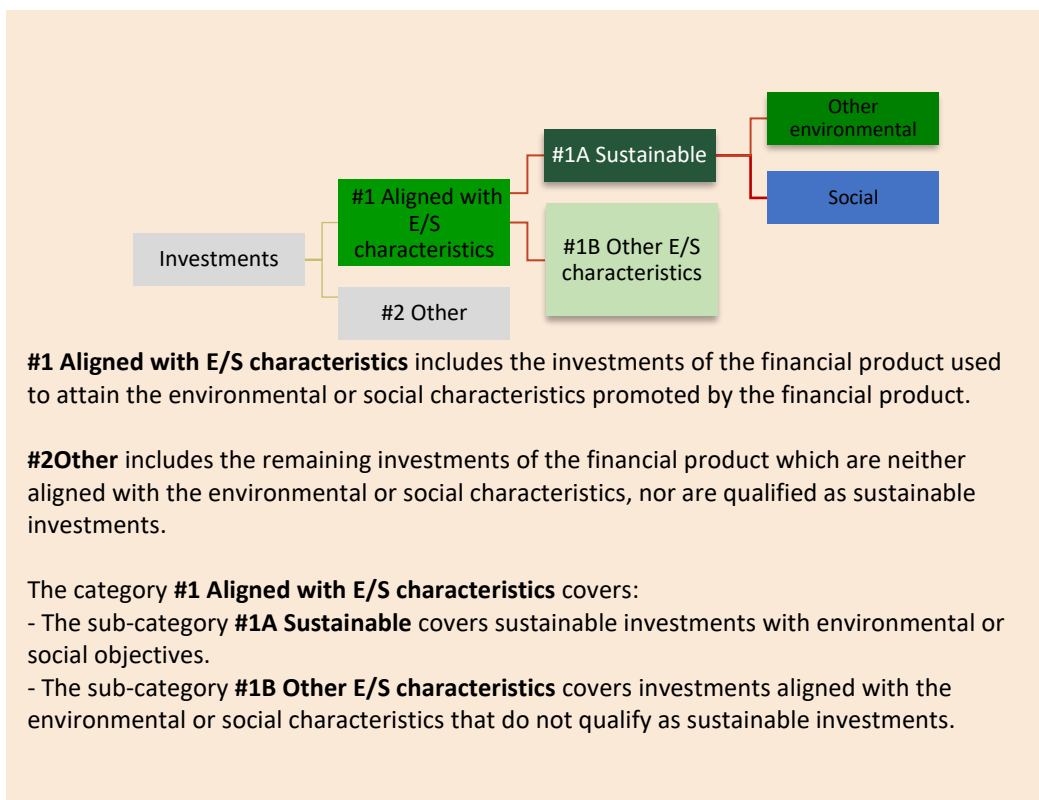 Other
environmental
#1A Sustainable
Social
#1 Aligned with
E/S
characteristics
#1B Other E/S
characteristics
Investments
#2 Other
#1 Aligned with E/S characteristics includes the investments of the financial product used
to attain the environmental or social characteristics promoted by the financial product.
#2Other includes the remaining investments of the financial product which are neither
aligned with the environmental or social characteristics, nor are qualified as sustainable
investments.
The category #1 Aligned with E/S characteristics covers:
- The sub-category #1A Sustainable covers sustainable investments with environmental or
social objectives.
- The sub-category #1B Other E/S characteristics covers investments aligned with the
environmental or social characteristics that do not qualify as sustainable investments.